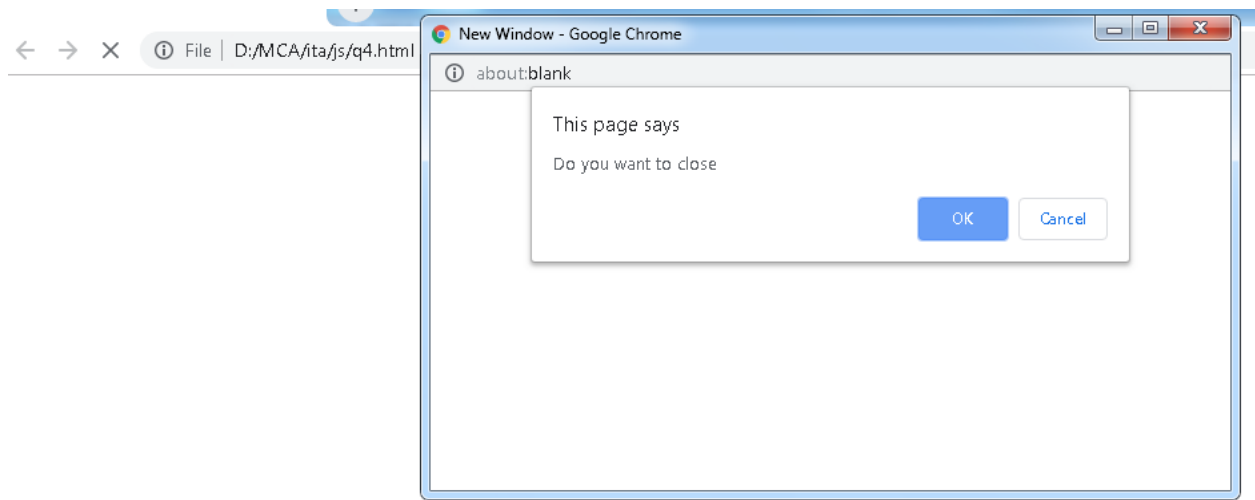 New Window - Google Chrome
File | D:/MCA/ita/js/q4.html
about:blank
This page says
Do you want to close
OK
Cancel